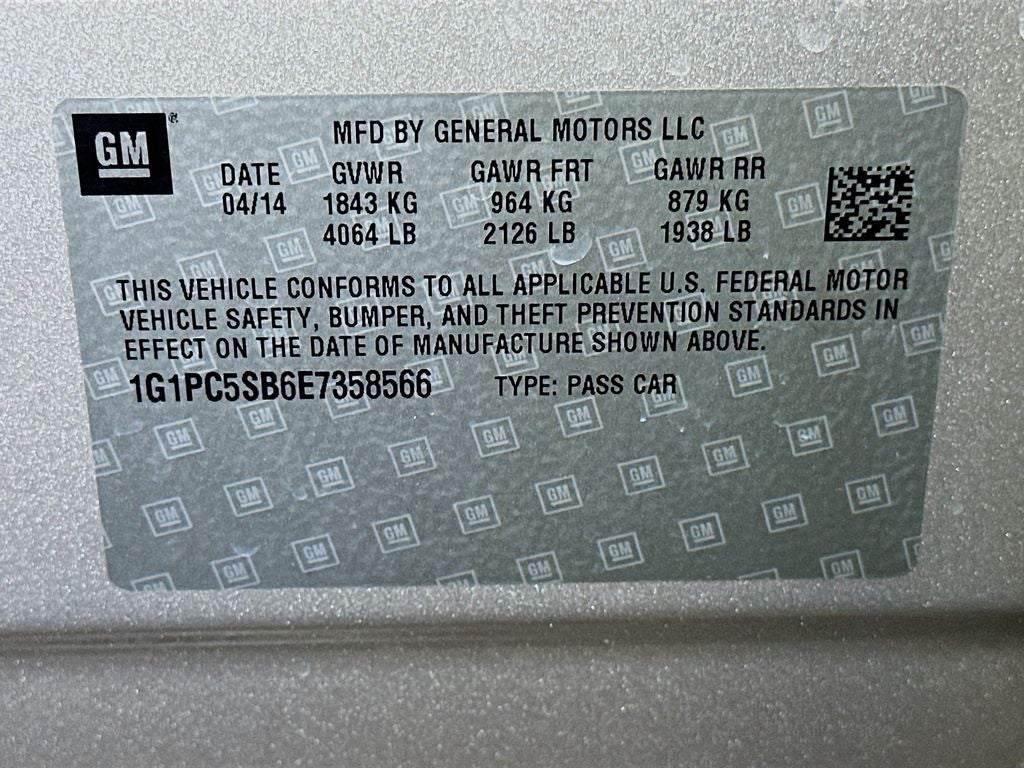 GM
MFD BY GENERAL MOTORS LLC
DATE GVWR GAWR FRT GAWR RR
04/14 1843 KG 964 KG 879 KG
4064 LB 2126 LB 1938 LB
THIS VEHICLE CONFORMS TO ALL APPLICABLE U.S. FEDERAL MOTOR
VEHICLE SAFETY, BUMPER, AND THEFT PREVENTION STANDARDS IN
EFFECT ON THE DATE OF MANUFACTURE SHOWN ABOVE.
1G1PC5SB6E7358566 TYPE: PASS CAR